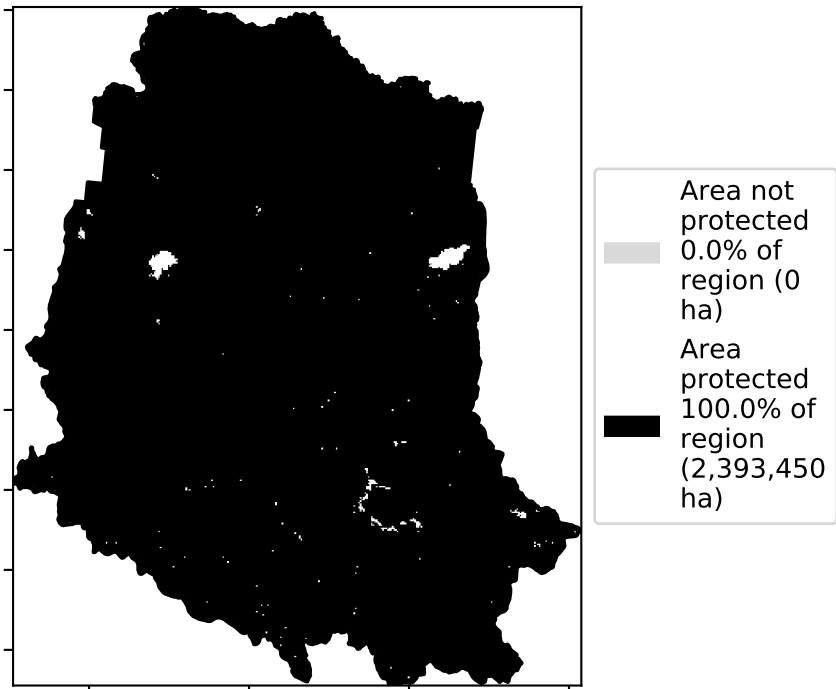 Area not
protected
0.0% of
region (0
ha)
Area
protected
100.0% of
region
(2,393,450
ha)